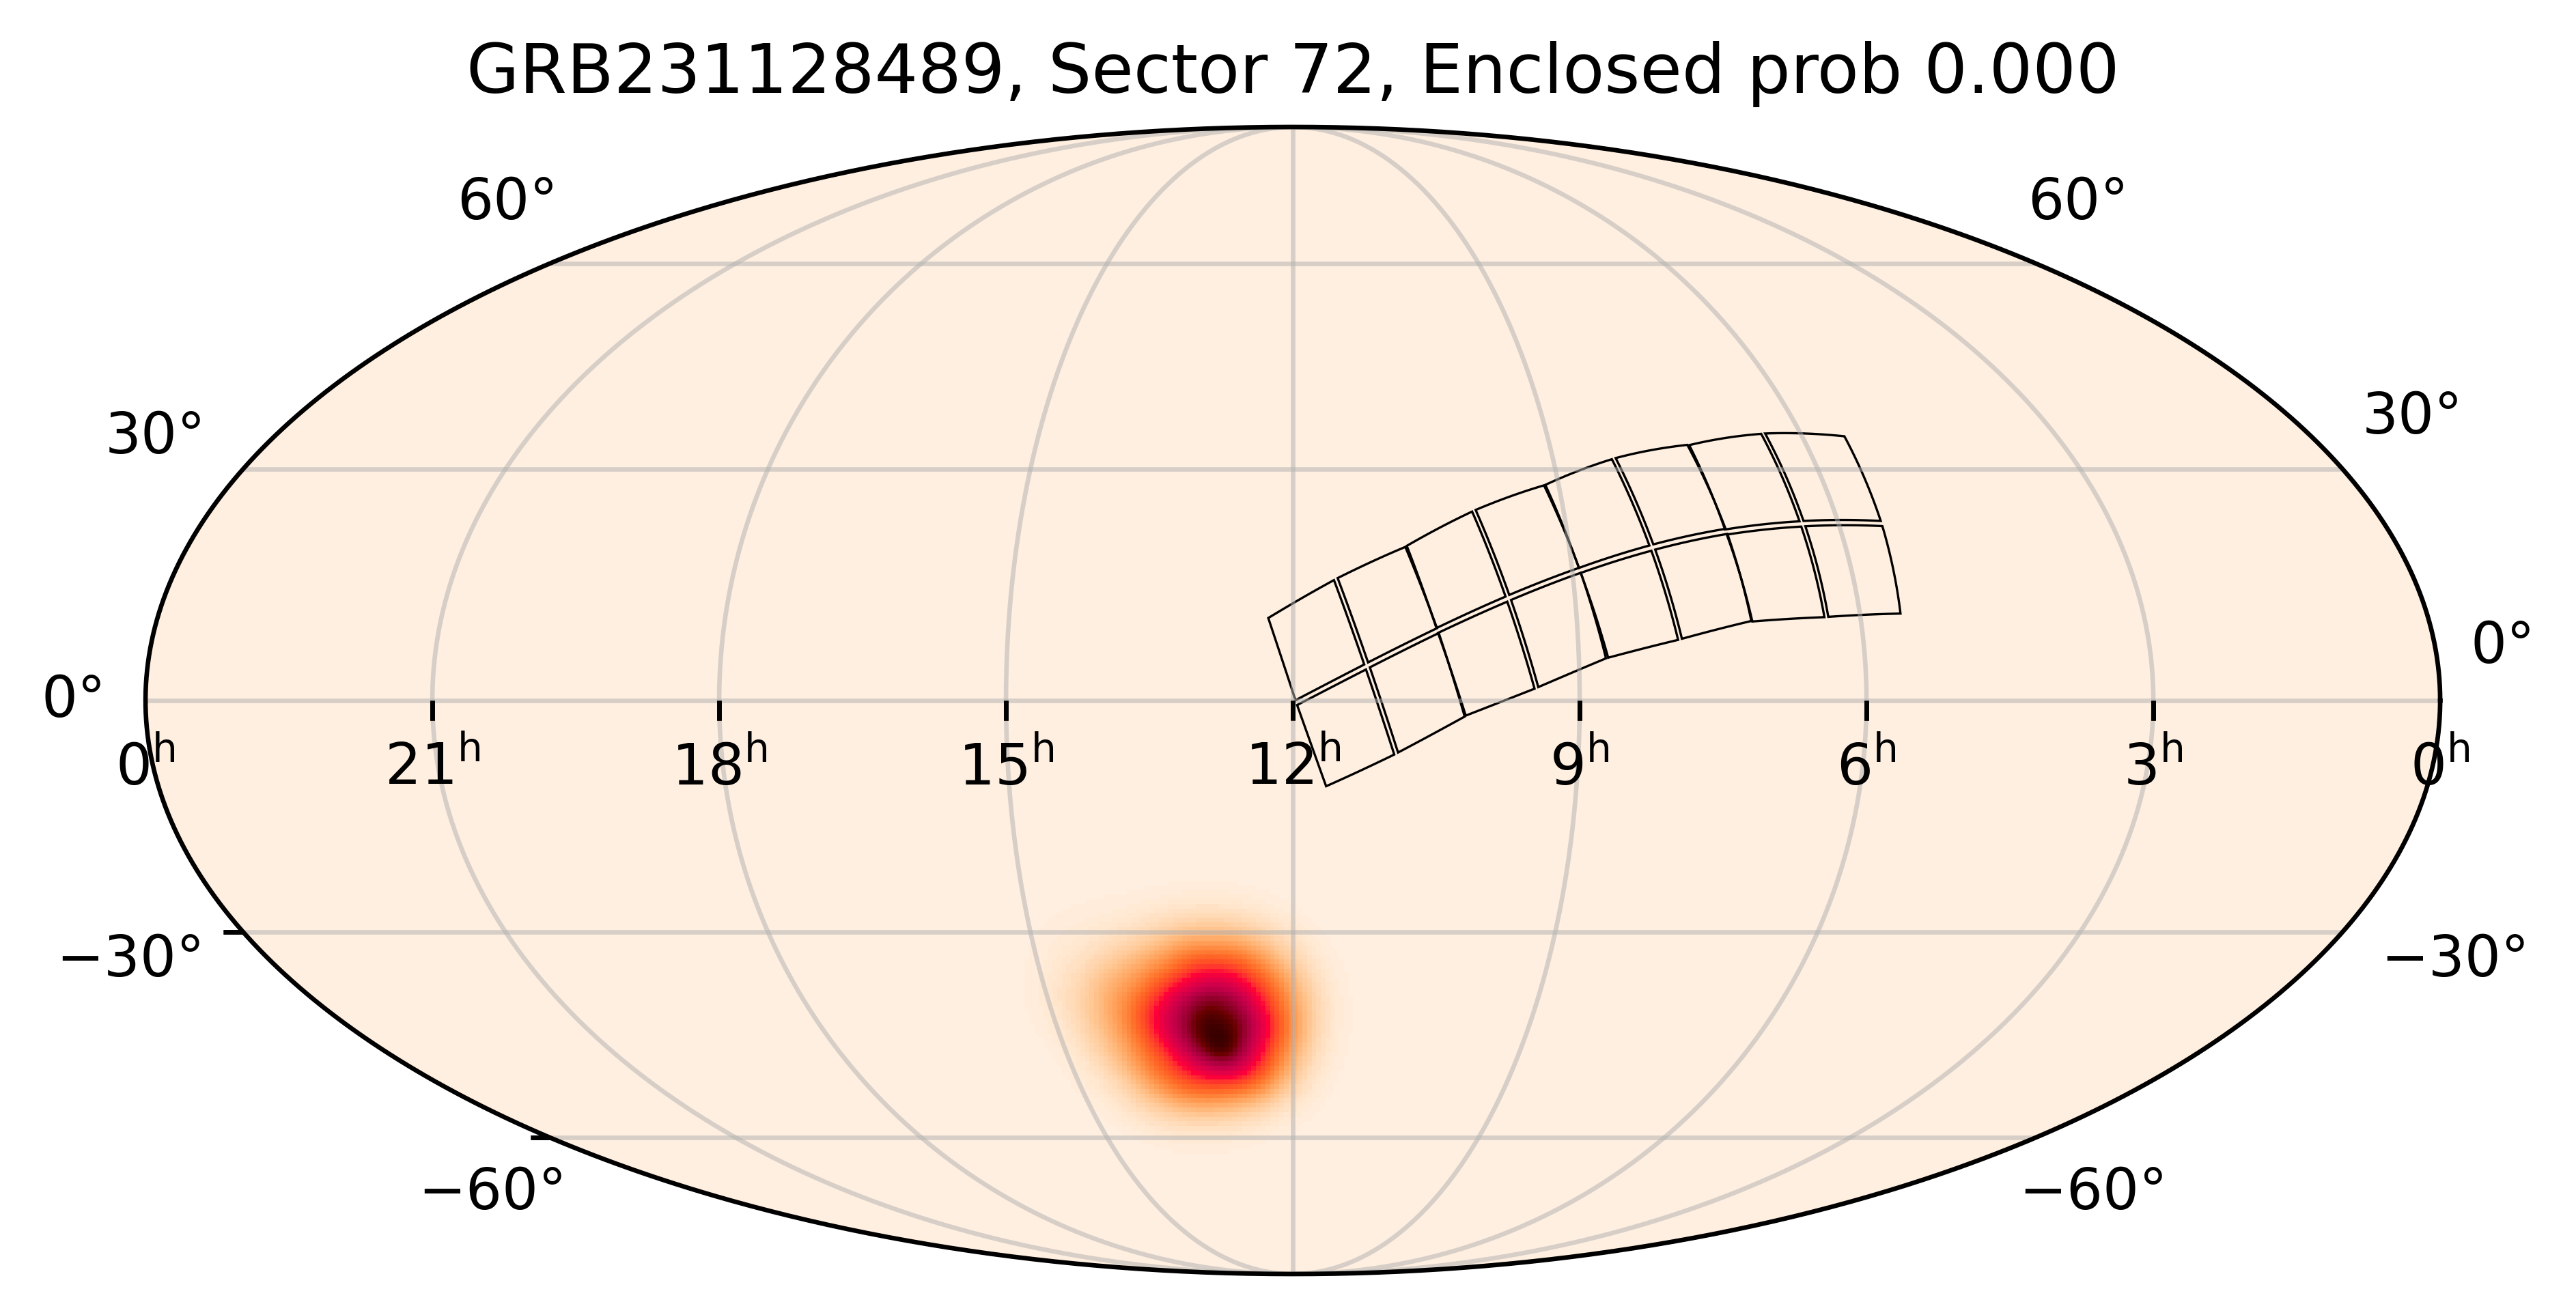 GRB231128489, Sector 72, Enclosed prob 0.000
60° 60°
30° 30°
0° 0°
0ʰ 21ʰ 18ʰ 15ʰ 12ʰ 9ʰ 6ʰ 3ʰ 0ʰ
−30° −30°
−60° −60°